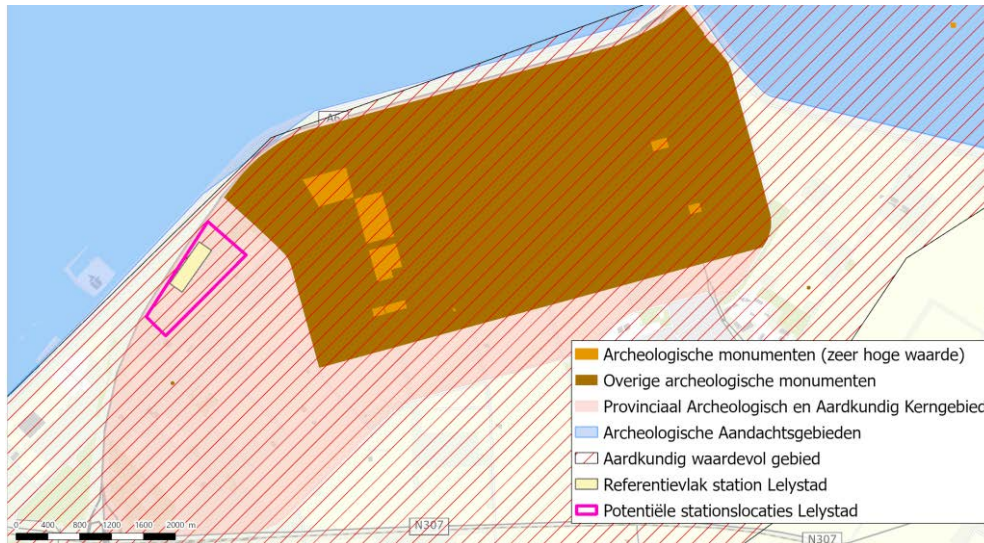 A6
Archeologische monumenten (zeer hoge waarde)
Overige archeologische monumenten
Provinciaal Archeologisch en Aardkundig Kerngebied
Archeologische Aandachtsgebieden
Aardkundig waardevol gebied
Referentievlak station Lelystad
Potentiële stationslocaties Lelystad
0 400 800 1200 1600 2000 m
N307
N307